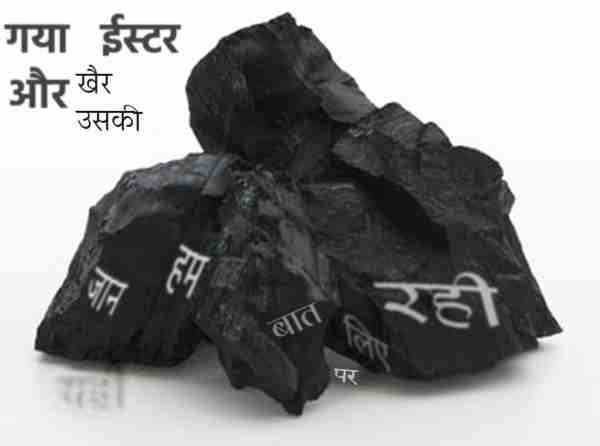 गया ईस्टर
और खैर
उसकी
जान हम
बात रही
लिए
पर